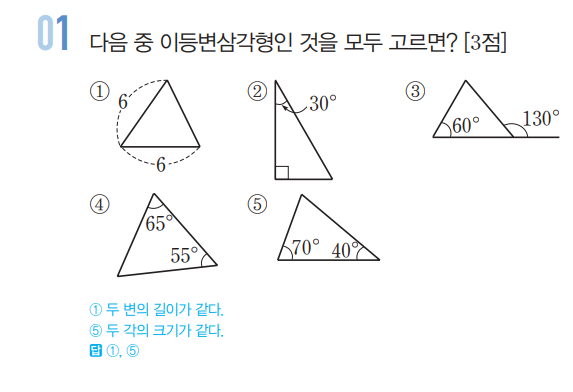 01 다음 중 이등변삼각형인 것을 모두 고르면? [3점]
① 6 6
② 30°
③ 60° 130°
④ 65° 55°
⑤ 70° 40°
① 두 변의 길이가 같다.
⑤ 두 각의 크기가 같다.
답 ①, ⑤